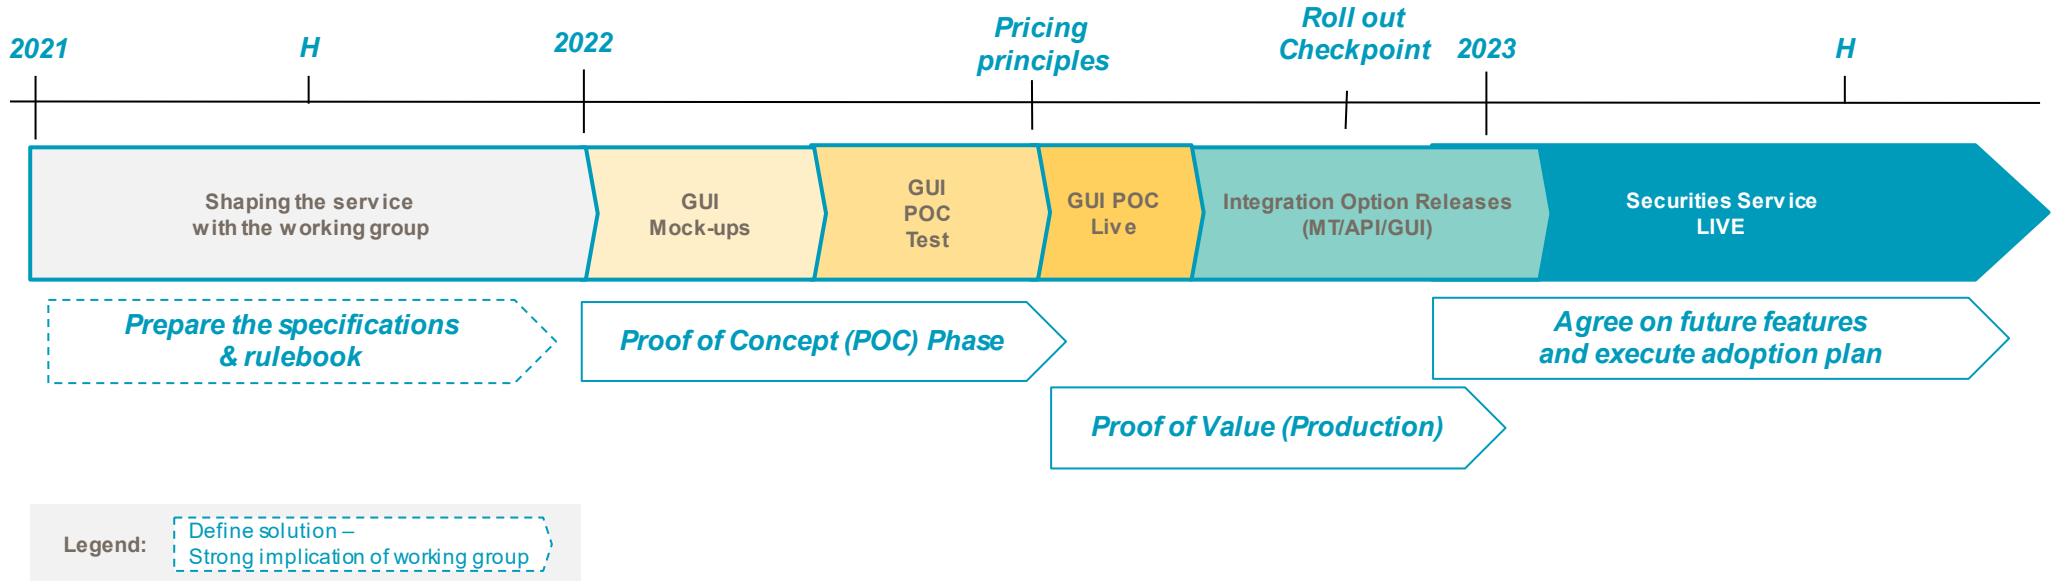 2021
H
2022
Pricing
principles
Roll out
Checkpoint
2023
H
Shaping the service
with the working group
GUI
Mock-ups
GUI
POC
Test
GUI POC
Live
Integration Option Releases
(MT/API/GUI)
Securities Service
LIVE
Prepare the specifications
& rulebook
Proof of Concept (POC) Phase
Agree on future features
and execute adoption plan
Proof of Value (Production)
Legend:
Define solution –
Strong implication of working group